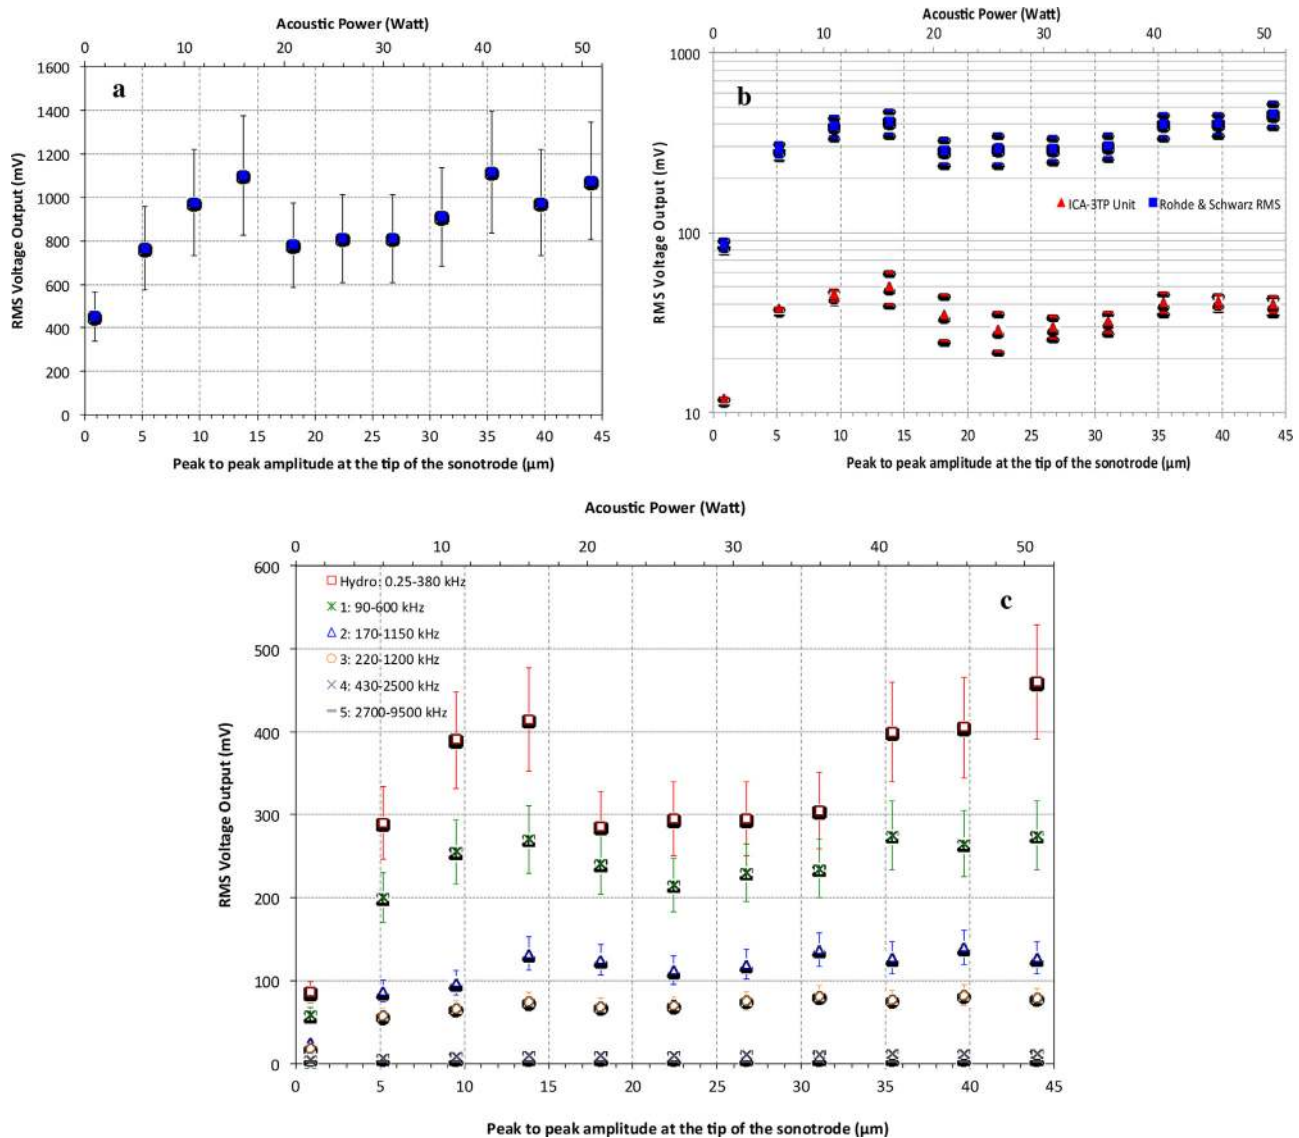 Acoustic Power (Watt)
0 10 20 30 40 50
1600
1400
1200
1000
800
600
400
200
0
RMS Voltage Output (mV)
a
0 5 10 15 20 25 30 35 40 45
Peak to peak amplitude at the tip of the sonotrode (μm)
Acoustic Power (Watt)
0 10 20 30 40 50
1000
100
10
RMS Voltage Output (mV)
b
ICA-3TP Unit Rohde & Schwarz RMS
0 5 10 15 20 25 30 35 40 45
Peak to peak amplitude at the tip of the sonotrode (μm)
Acoustic Power (Watt)
0 10 20 30 40 50
600
500
400
300
200
100
0
RMS Voltage Output (mV)
c
Hydro: 0.25-380 kHz
1: 90-600 kHz
2: 170-1150 kHz
3: 220-1200 kHz
4: 430-2500 kHz
5: 2700-9500 kHz
0 5 10 15 20 25 30 35 40 45
Peak to peak amplitude at the tip of the sonotrode (μm)